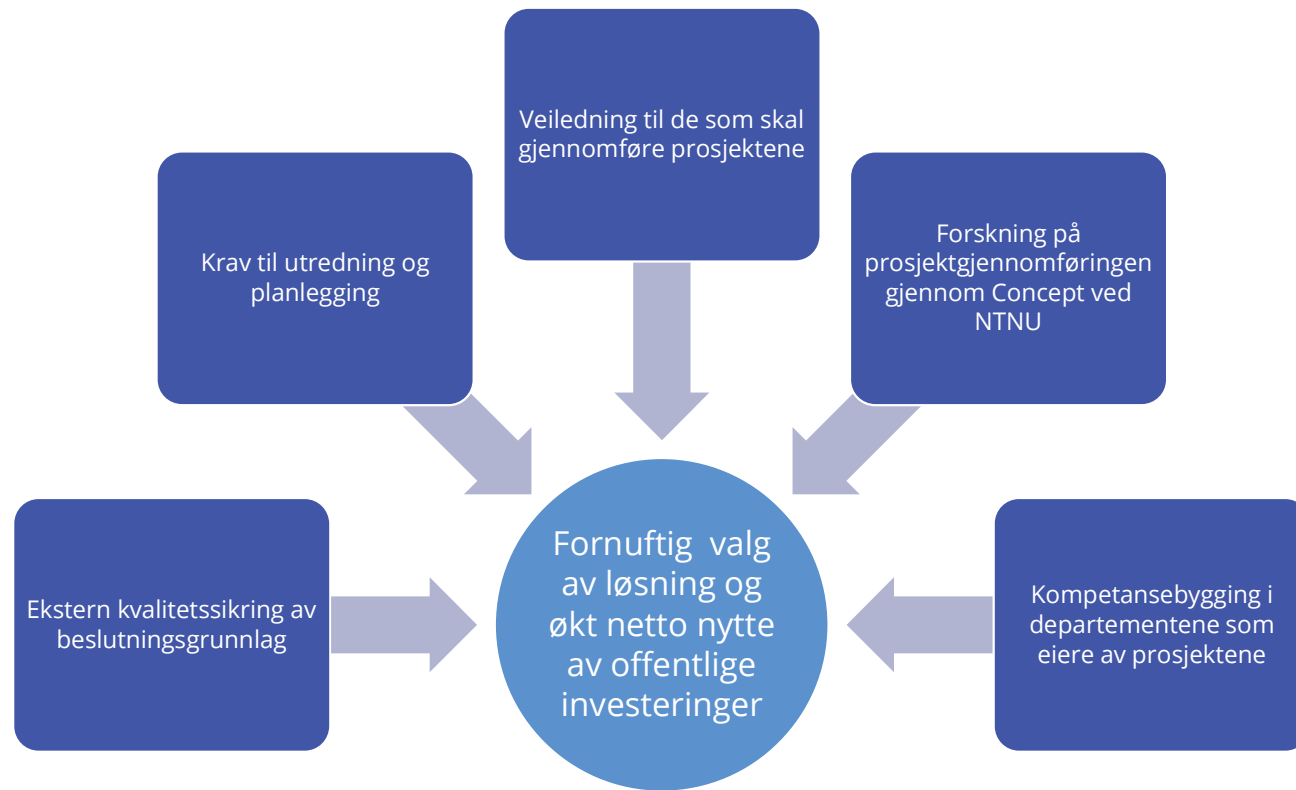 Veiledning til de som skal
gjennomføre prosjektene
Krav til utredning og
planlegging
Forskning på
prosjektgjennomføringen
gjennom Concept ved
NTNU
Ekstern kvalitetssikring av
beslutningsgrunnlag
Fornuftig  valg
av løsning og
økt netto nytte
av offentlige
investeringer
Kompetansebygging i
departementene som
eiere av prosjektene